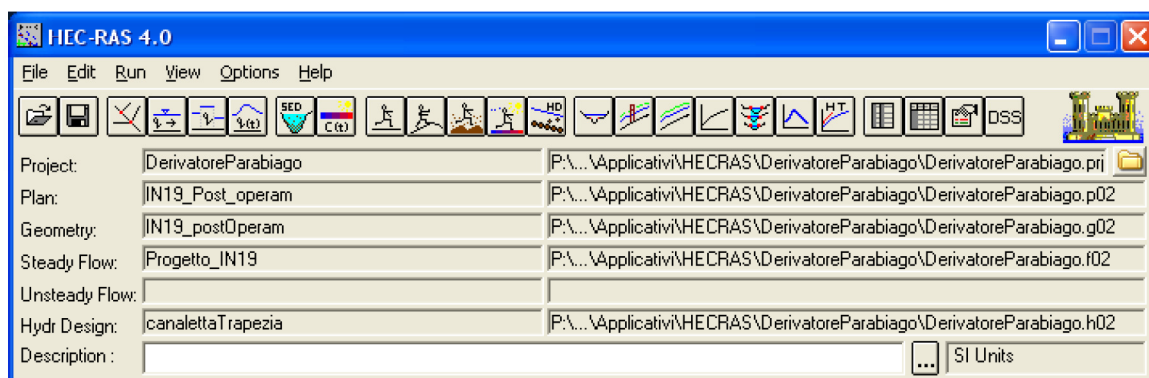 HEC-RAS 4.0
File Edit Run View Options Help
SED C(t) HD HT DSS
Project: DerivatoreParabiago P:\...\Applicativi\HECRAS\DerivatoreParabiago\DerivatoreParabiago.prj
Plan: IN19_Post_operam P:\...\Applicativi\HECRAS\DerivatoreParabiago\DerivatoreParabiago.p02
Geometry: IN19_postOperam P:\...\Applicativi\HECRAS\DerivatoreParabiago\DerivatoreParabiago.g02
Steady Flow: Progetto_IN19 P:\...\Applicativi\HECRAS\DerivatoreParabiago\DerivatoreParabiago.f02
Unsteady Flow:
Hydr Design: canalettaTrapezia P:\...\Applicativi\HECRAS\DerivatoreParabiago\DerivatoreParabiago.h02
Description : ... SI Units